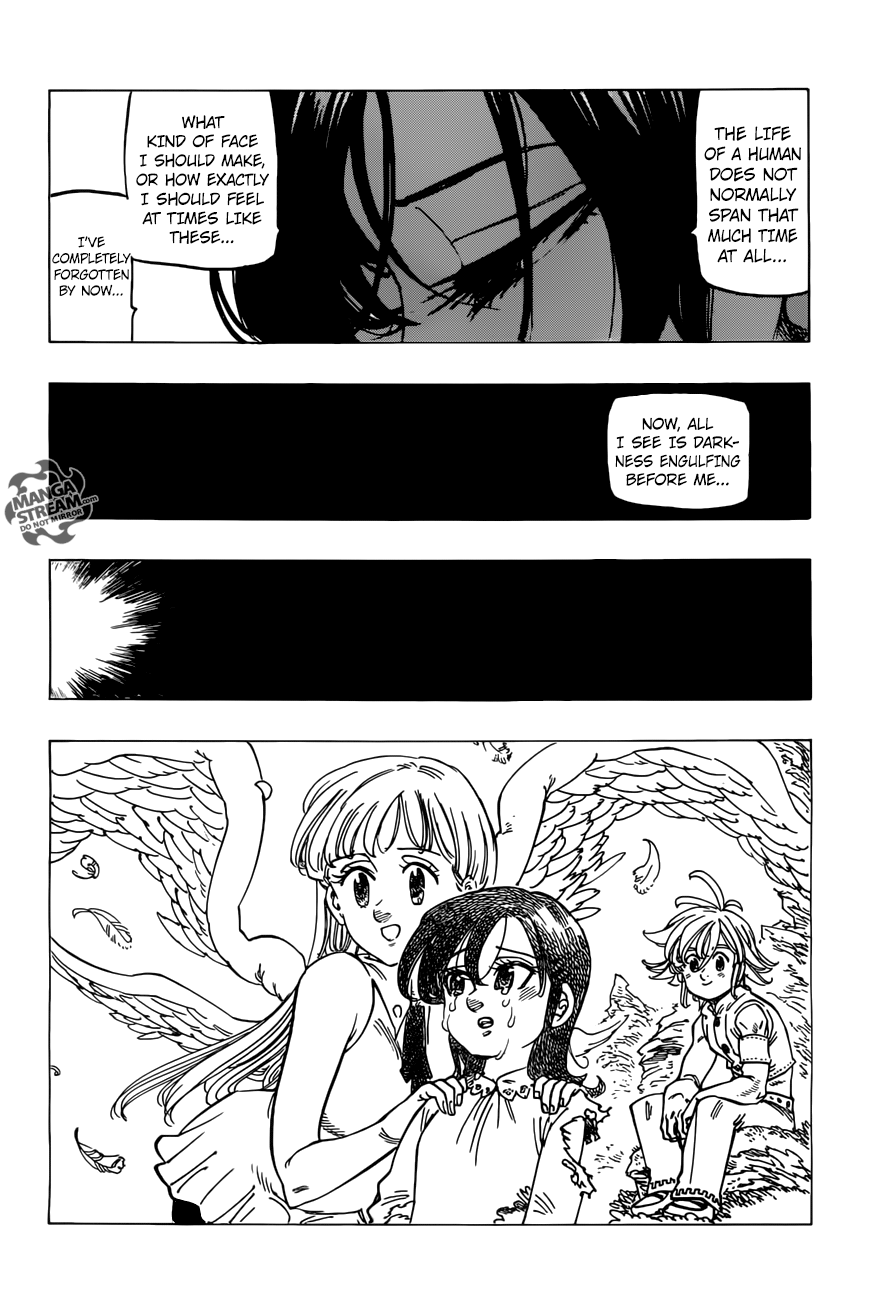 THE LIFE
OF A HUMAN
DOES NOT
NORMALLY
SPAN THAT
MUCH TIME
AT ALL...
WHAT
KIND OF FACE
I SHOULD MAKE,
OR HOW EXACTLY
I SHOULD FEEL
AT TIMES LIKE
THESE...
I'VE
COMPLETELY
FORGOTTEN
BY NOW...
NOW, ALL
I SEE IS DARK-
NESS ENGULFING
BEFORE ME...
MANGA
STREAM.com
DO NOT MIRROR